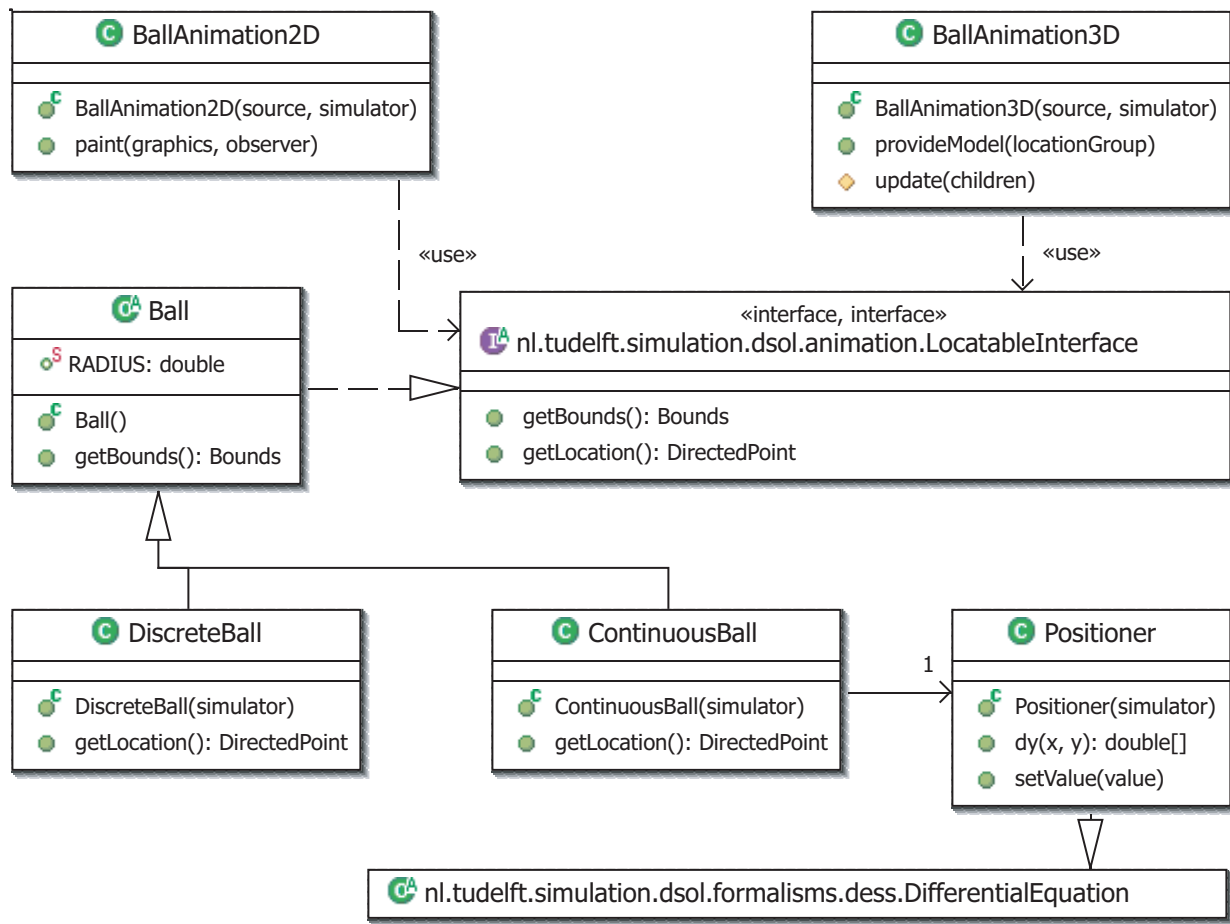 BallAnimation2D
BallAnimation2D(source, simulator)
paint(graphics, observer)
BallAnimation3D
BallAnimation3D(source, simulator)
provideModel(locationGroup)
update(children)
«use»
«use»
Ball
RADIUS: double
Ball()
getBounds(): Bounds
«interface, interface»
nl.tudelft.simulation.dsol.animation.LocatableInterface
getBounds(): Bounds
getLocation(): DirectedPoint
DiscreteBall
DiscreteBall(simulator)
getLocation(): DirectedPoint
ContinuousBall
ContinuousBall(simulator)
getLocation(): DirectedPoint
1
Positioner
Positioner(simulator)
dy(x, y): double[]
setValue(value)
nl.tudelft.simulation.dsol.formalisms.dess.DifferentialEquation